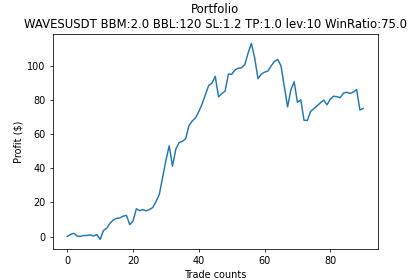 Portfolio
WAVESUSDT BBM:2.0 BBL:120 SL:1.2 TP:1.0 lev:10 WinRatio:75.0
Profit ($)
100
80
60
40
20
0
0 20 40 60 80
Trade counts